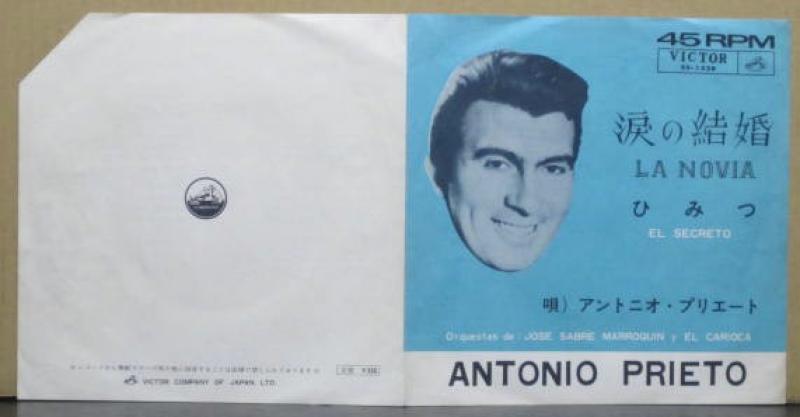 45 RPM
VICTOR
涙の結婚
LA NOVIA
ひみつ
EL SECRETO
唄）アントニオ・プリエート
Orquestas de: JOSE SABRE MARROQUIN y EL CARIOCA
ANTONIO PRIETO
VICTOR COMPANY OF JAPAN, LTD.